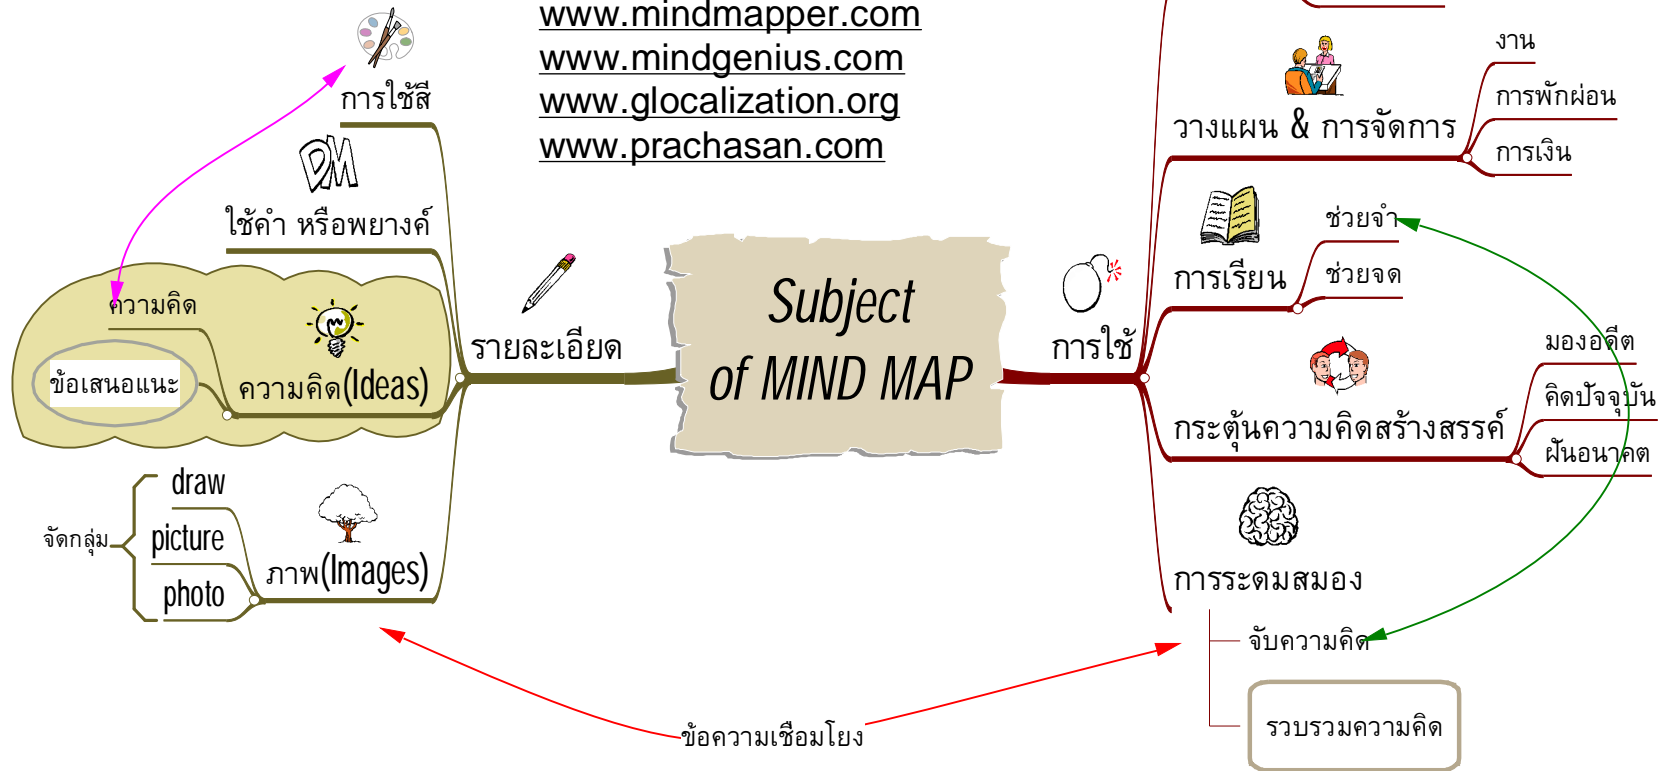 www.mindmapper.com
www.mindgenius.com
www.glocalization.org
www.prachasan.com
การใช้สี
DM
ใช้คำ หรือพยางค์
ความคิด
ข้อเสนอแนะ
ความคิด(Ideas)
รายละเอียด
draw
picture
photo
จัดกลุ่ม
ภาพ(Images)
Subject
of MIND MAP
การใช้
วางแผน & การจัดการ
งาน
การพักผ่อน
การเงิน
การเรียน
ช่วยจำ
ช่วยจด
กระตุ้นความคิดสร้างสรรค์
มองอดีต
คิดปัจจุบัน
ฝันอนาคต
การระดมสมอง
จับความคิด
รวบรวมความคิด
ข้อความเชือมโยง